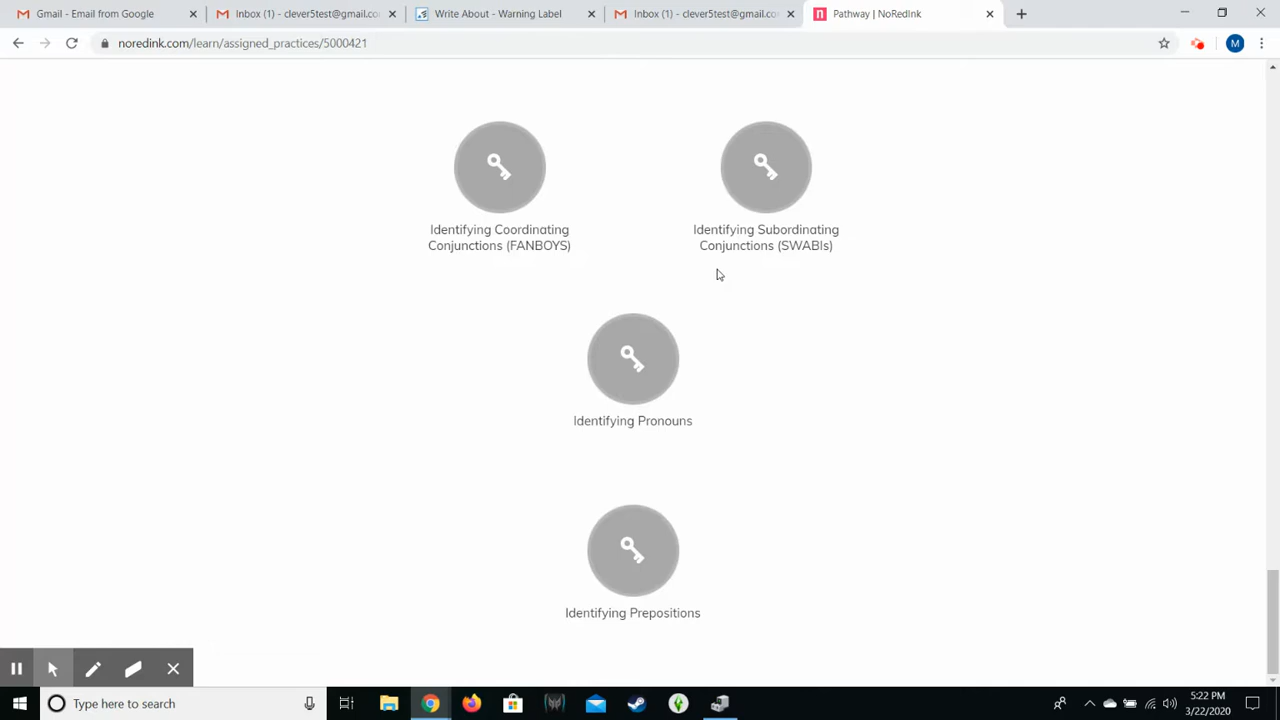 Gmail - Email from Google
Inbox (1) - clever5test@gmail.co
Write About - Warning Label
Inbox (1) - clever5test@gmail.co
Pathway | NoRedInk
noredink.com/learn/assigned_practices/5000421
M
Identifying Coordinating
Conjunctions (FANBOYS)
Identifying Subordinating
Conjunctions (SWABIs)
Identifying Pronouns
Identifying Prepositions
Type here to search
5:22 PM
3/22/2020